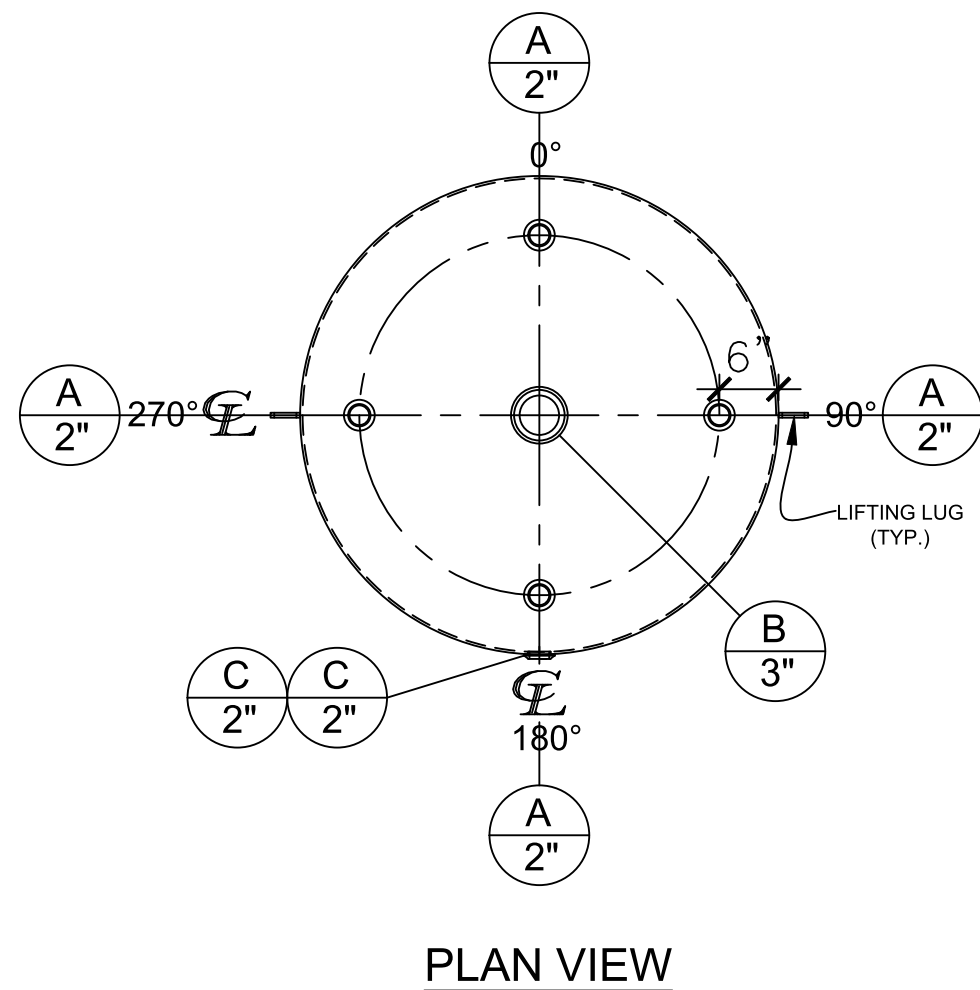 A
2"
0°
6"
A
2"
270° ℄
90°
A
2"
LIFTING LUG
(TYP.)
B
3"
C
2"
C
2"
℄
180°
A
2"
PLAN VIEW